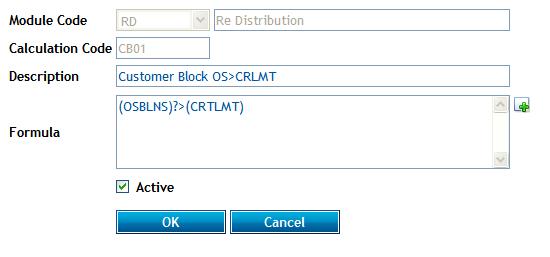 Module Code RD Re Distribution
Calculation Code CB01
Description Customer Block OS>CRLMT
Formula (OSBLNS)?>(CRTLMT)
Active
OK Cancel